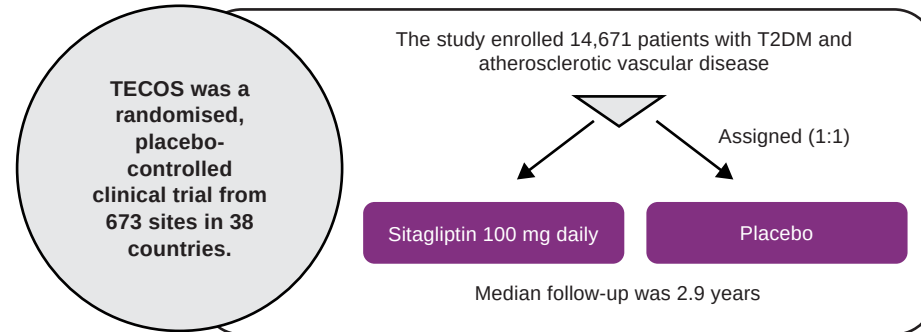 TECOS was a
randomised,
placebo-
controlled
clinical trial from
673 sites in 38
countries.
The study enrolled 14,671 patients with T2DM and
atherosclerotic vascular disease
Assigned (1:1)
Sitagliptin 100 mg daily
Placebo
Median follow-up was 2.9 years